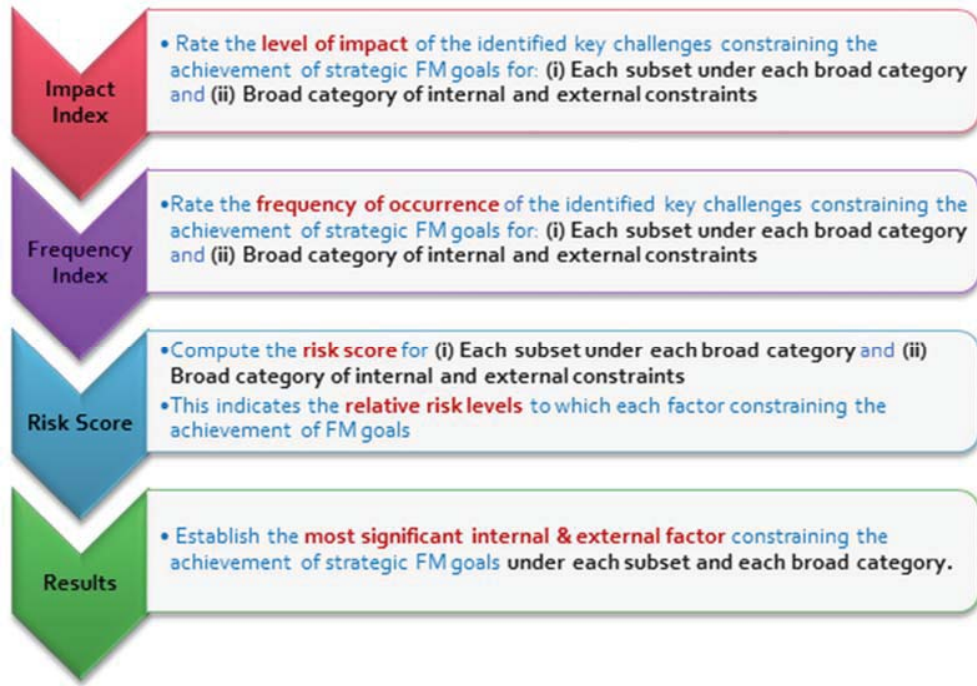 Impact
Index
• Rate the level of impact of the identified key challenges constraining the
achievement of strategic FM goals for: (i) Each subset under each broad category
and (ii) Broad category of internal and external constraints
Frequency
Index
•Rate the frequency of occurrence of the identified key challenges constraining the
achievement of strategic FM goals for: (i) Each subset under each broad category
and (ii) Broad category of internal and external constraints
Risk Score
•Compute the risk score for (i) Each subset under each broad category and (ii)
Broad category of internal and external constraints
•This indicates the relative risk levels to which each factor constraining the
achievement of FM goals
Results
• Establish the most significant internal & external factor constraining the
achievement of strategic FM goals under each subset and each broad category.